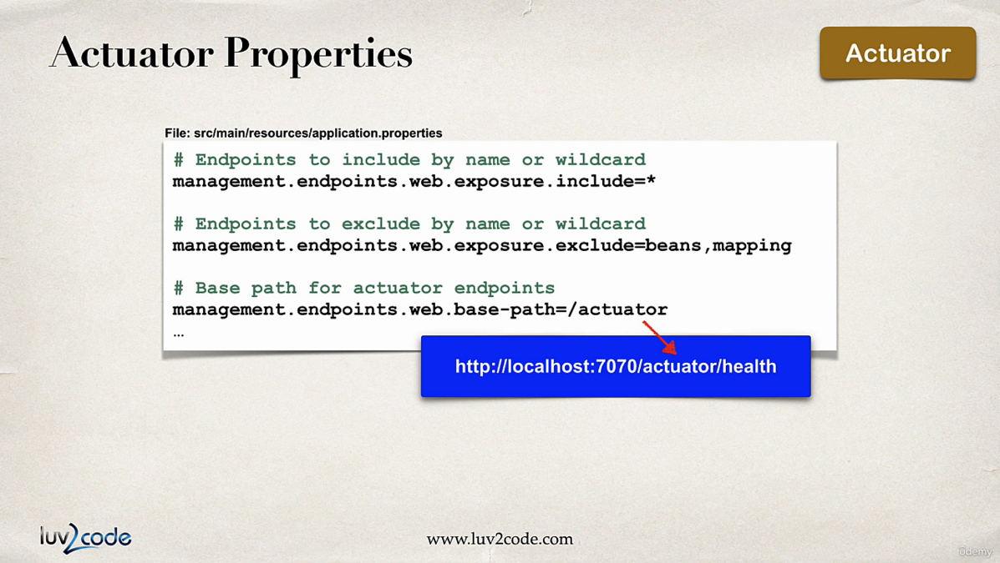 Actuator Properties
Actuator
File: src/main/resources/application.properties
# Endpoints to include by name or wildcard
management.endpoints.web.exposure.include=*
# Endpoints to exclude by name or wildcard
management.endpoints.web.exposure.exclude=beans,mapping
# Base path for actuator endpoints
management.endpoints.web.base-path=/actuator
...
http://localhost:7070/actuator/health
luv2code
www.luv2code.com
ûdemy